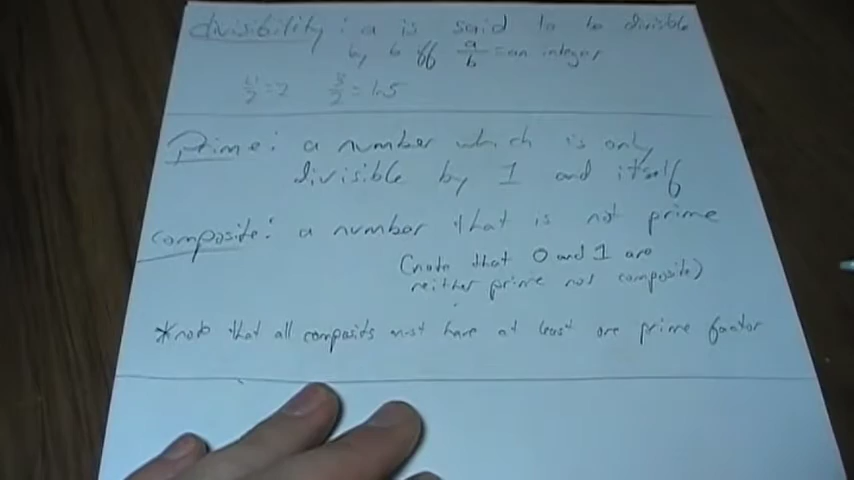 divisibility : a is said to be divisible
by b iff a/b = an integer
4/2 = 2 3/2 = 1.5
Prime : a number which is only
divisible by 1 and itself
composite : a number that is not prime
(note that 0 and 1 are
neither prime nor composite)
*note that all composits must have at least one prime factor